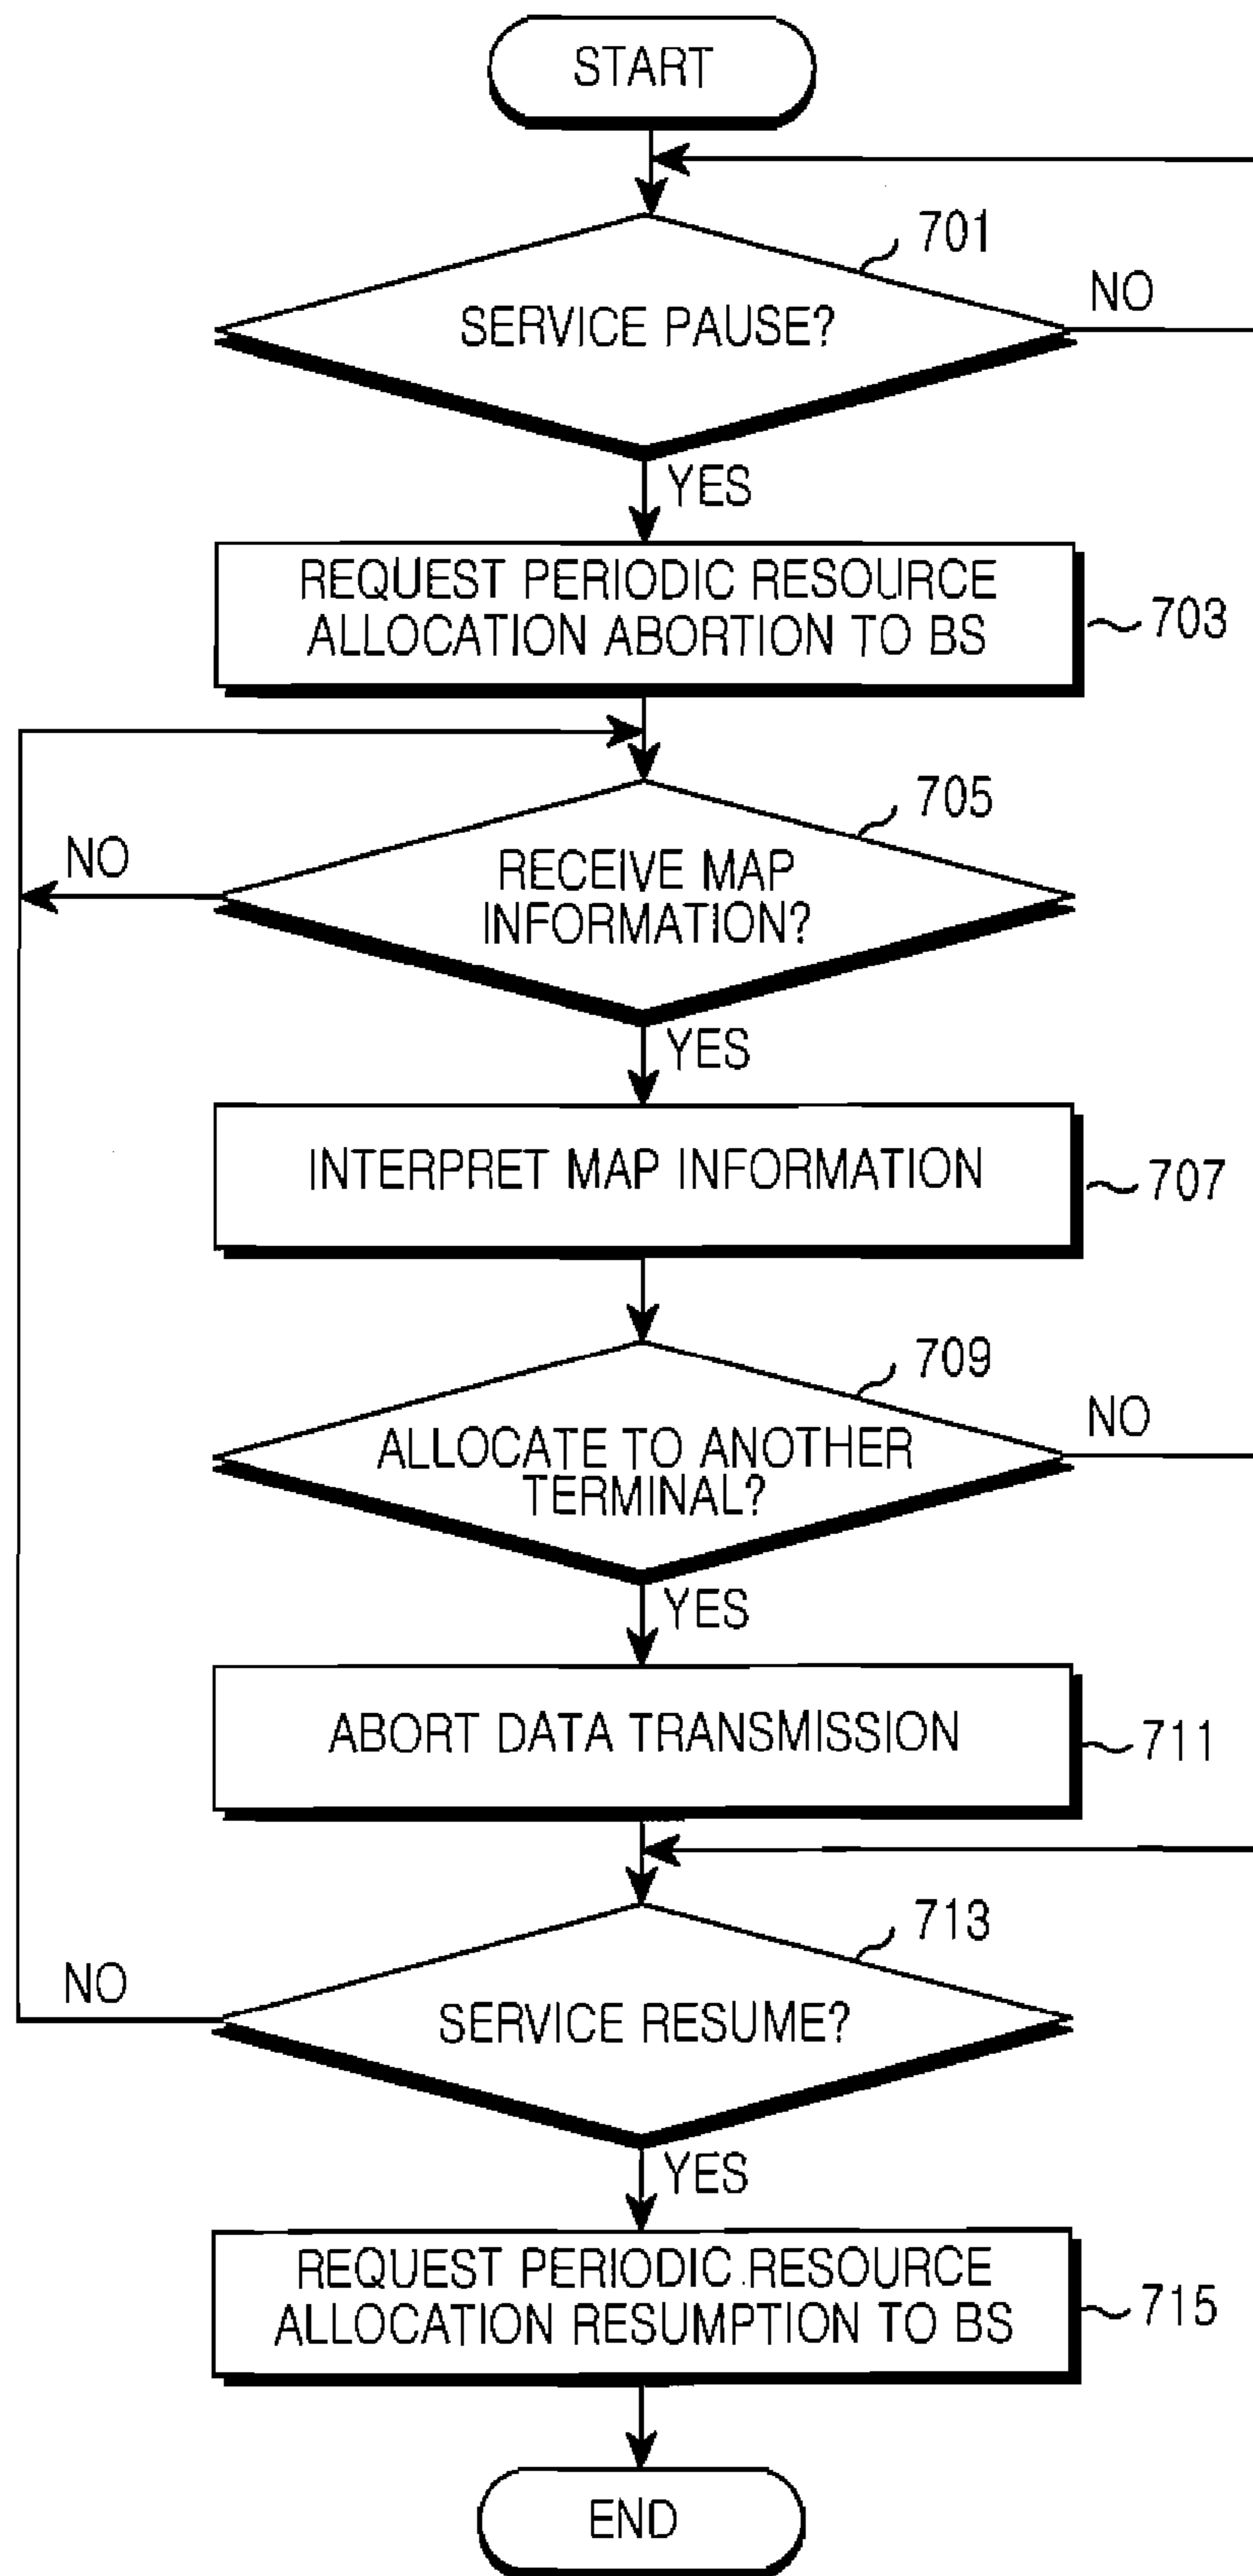 START
701
SERVICE PAUSE?
NO
YES
REQUEST PERIODIC RESOURCE
ALLOCATION ABORTION TO BS
703
705
NO
RECEIVE MAP
INFORMATION?
YES
INTERPRET MAP INFORMATION
707
709
NO
ALLOCATE TO ANOTHER
TERMINAL?
YES
ABORT DATA TRANSMISSION
711
713
NO
SERVICE RESUME?
YES
REQUEST PERIODIC RESOURCE
ALLOCATION RESUMPTION TO BS
715
END